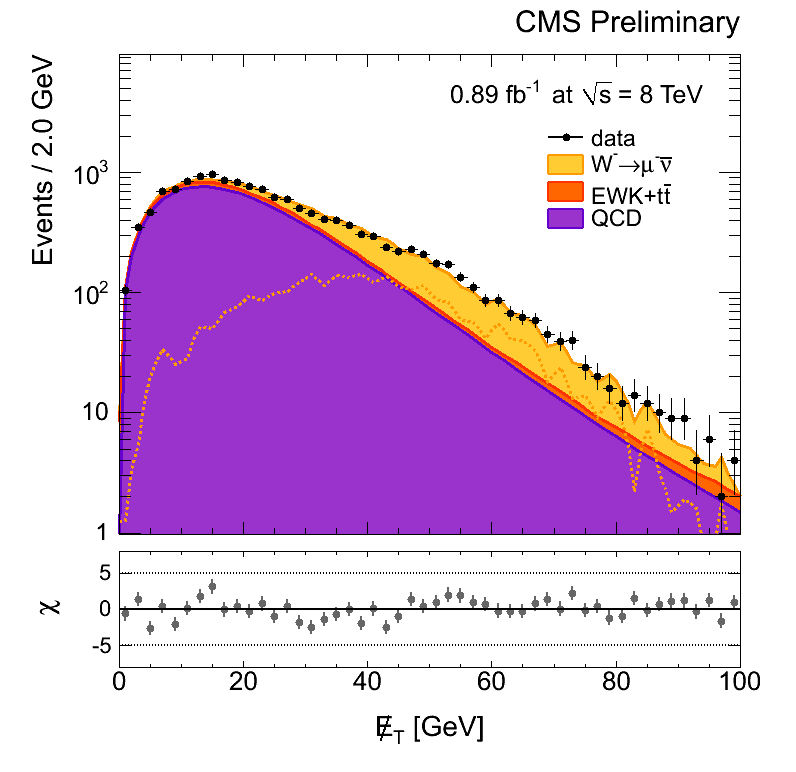 CMS Preliminary
0.89 fb⁻¹ at √s = 8 TeV
data
W⁻→μ⁻ν̅
EWK+tt̅
QCD
Events / 2.0 GeV
10³
10²
10
1
χ
5
0
-5
0 20 40 60 80 100
E̸_T [GeV]